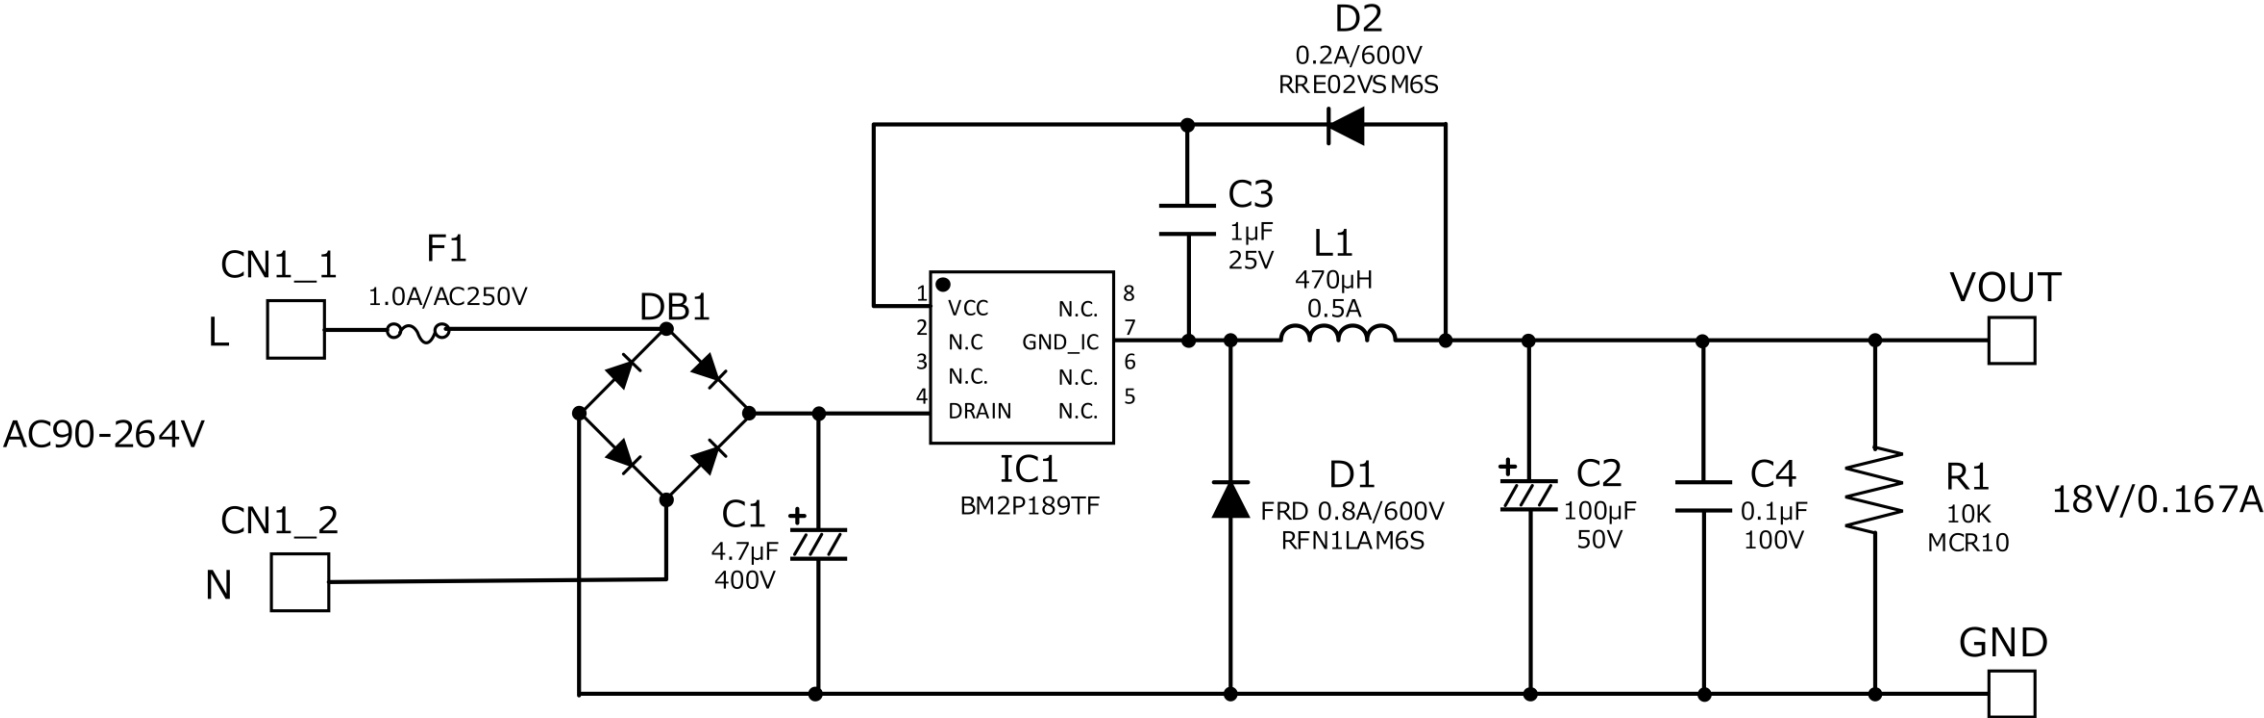 D2
0.2A/600V
RRE02VSM6S
C3
1µF
25V
L1
470µH
0.5A
CN1_1
L
F1
1.0A/AC250V
DB1
1 VCC N.C. 8
2 N.C GND_IC 7
3 N.C. N.C. 6
4 DRAIN N.C. 5
IC1
BM2P189TF
VOUT
AC90-264V
CN1_2
N
C1
+
4.7µF
400V
D1
FRD 0.8A/600V
RFN1LAM6S
+
C2
100µF
50V
C4
0.1µF
100V
R1
10K
MCR10
18V/0.167A
GND